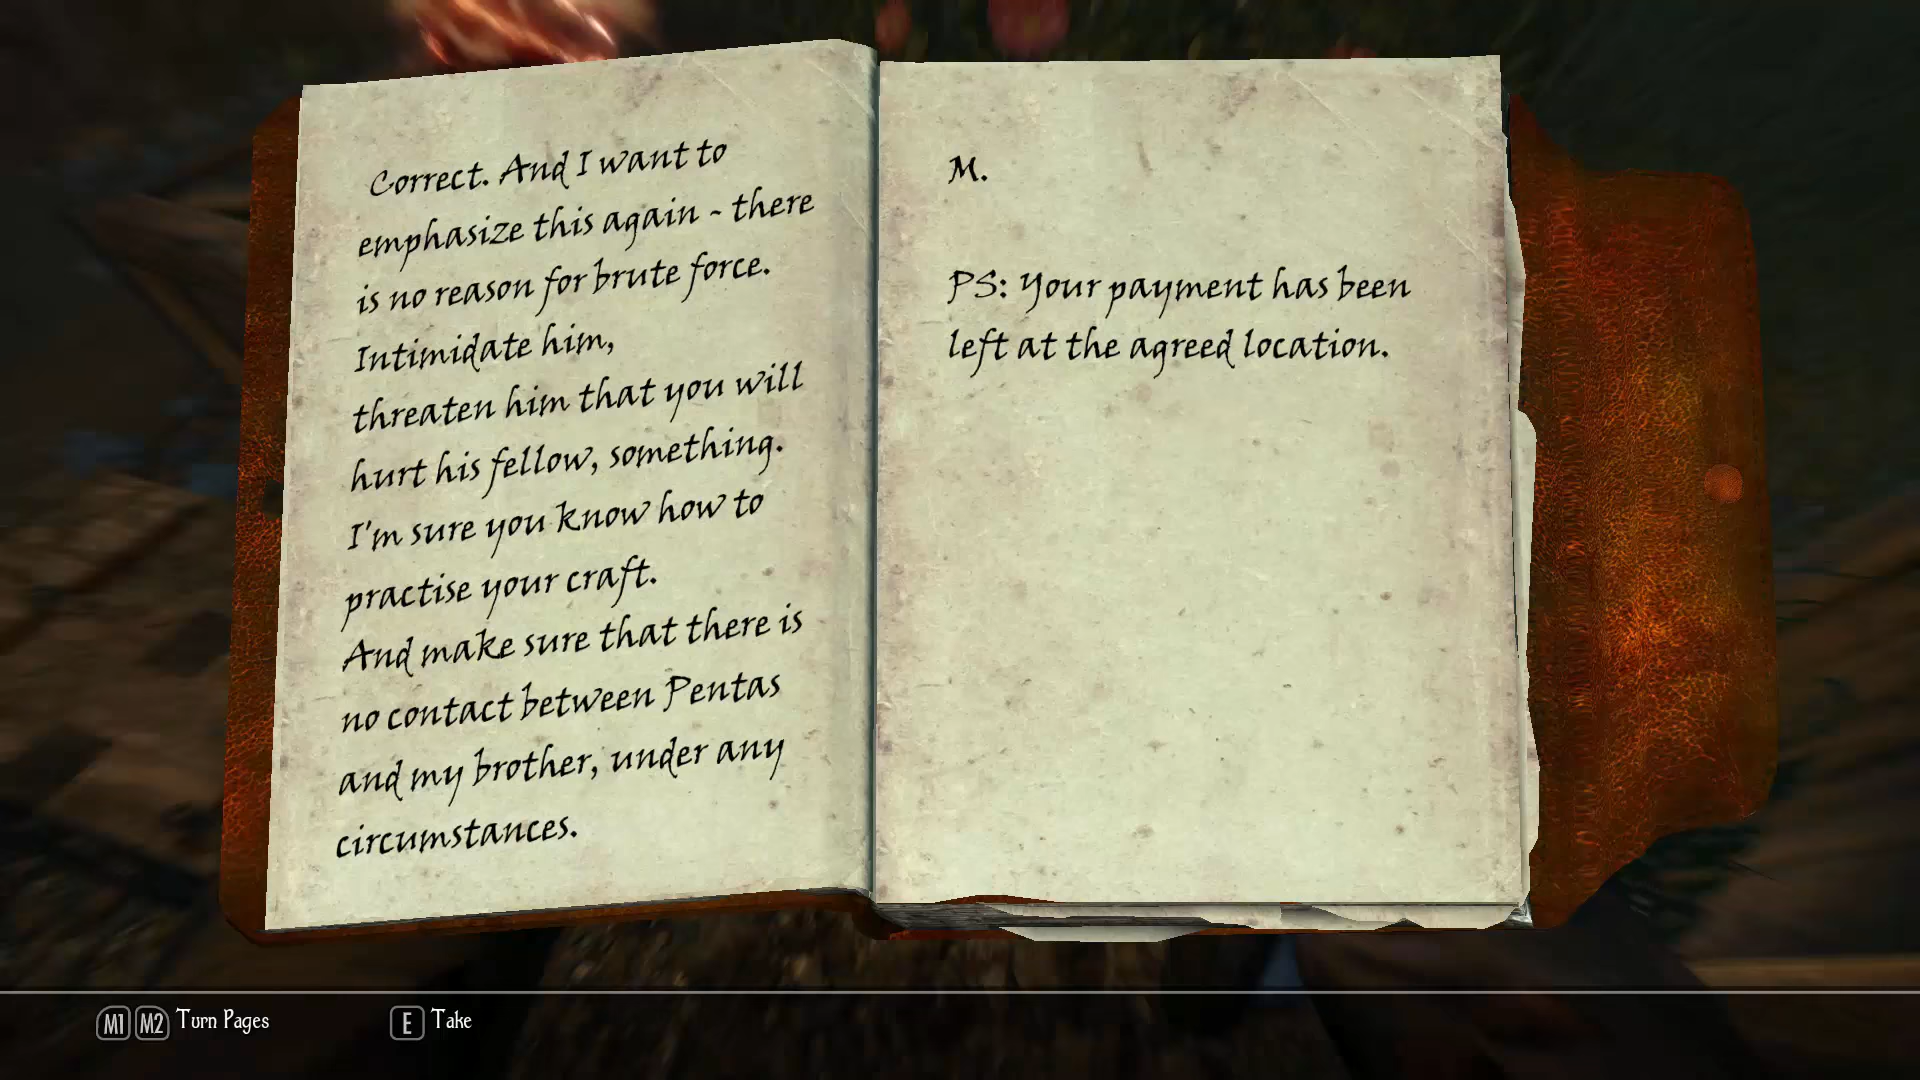 Correct. And I want to
emphasize this again - there
is no reason for brute force.
Intimidate him,
threaten him that you will
hurt his fellow, something.
I'm sure you know how to
practise your craft.
And make sure that there is
no contact between Pentas
and my brother, under any
circumstances.
M.
PS: Your payment has been
left at the agreed location.
M1 M2 Turn Pages
E Take